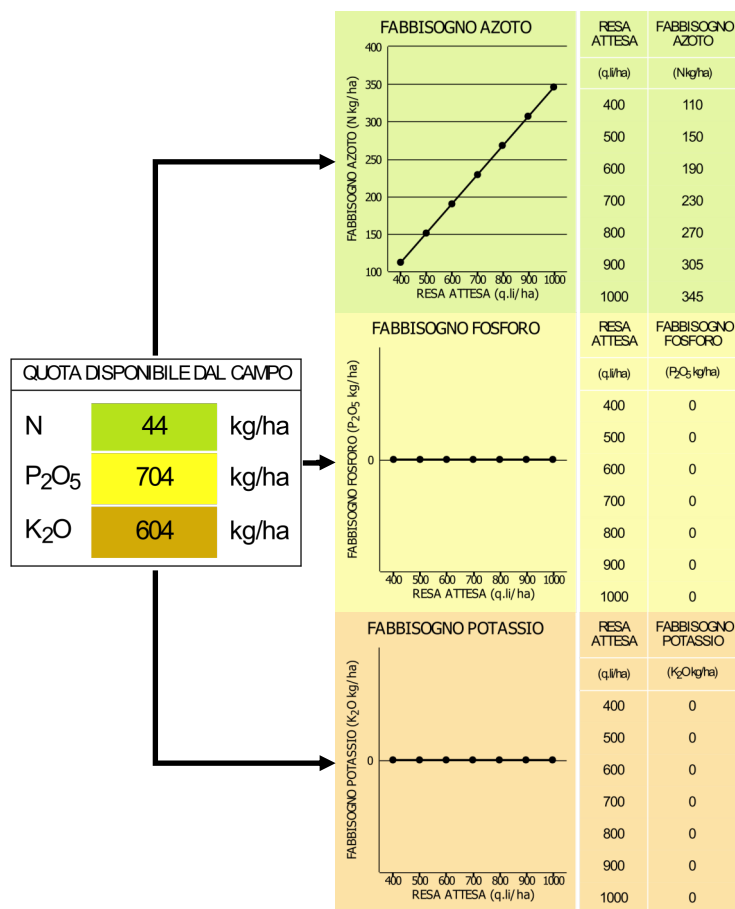 QUOTA DISPONIBILE DAL CAMPO
N 44 kg/ha
P2O5 704 kg/ha
K2O 604 kg/ha
FABBISOGNO AZOTO
FABBISOGNO AZOTO (N kg/ha)
400
350
300
250
200
150
100
400 500 600 700 800 900 1000
RESA ATTESA (q.li/ha)
RESA ATTESA FABBISOGNO AZOTO
(q.li/ha) (N kg/ha)
400 110
500 150
600 190
700 230
800 270
900 305
1000 345
FABBISOGNO FOSFORO
FABBISOGNO FOSFORO (P2O5 kg/ha)
0
400 500 600 700 800 900 1000
RESA ATTESA (q.li/ha)
RESA ATTESA FABBISOGNO FOSFORO
(q.li/ha) (P2O5 kg/ha)
400 0
500 0
600 0
700 0
800 0
900 0
1000 0
FABBISOGNO POTASSIO
FABBISOGNO POTASSIO (K2O kg/ha)
0
400 500 600 700 800 900 1000
RESA ATTESA (q.li/ha)
RESA ATTESA FABBISOGNO POTASSIO
(q.li/ha) (K2O kg/ha)
400 0
500 0
600 0
700 0
800 0
900 0
1000 0